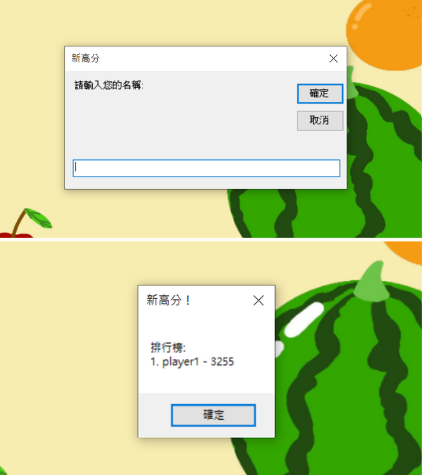 新高分
請輸入您的名稱:
確定
取消
新高分！
排行榜:
1. player1 - 3255
確定